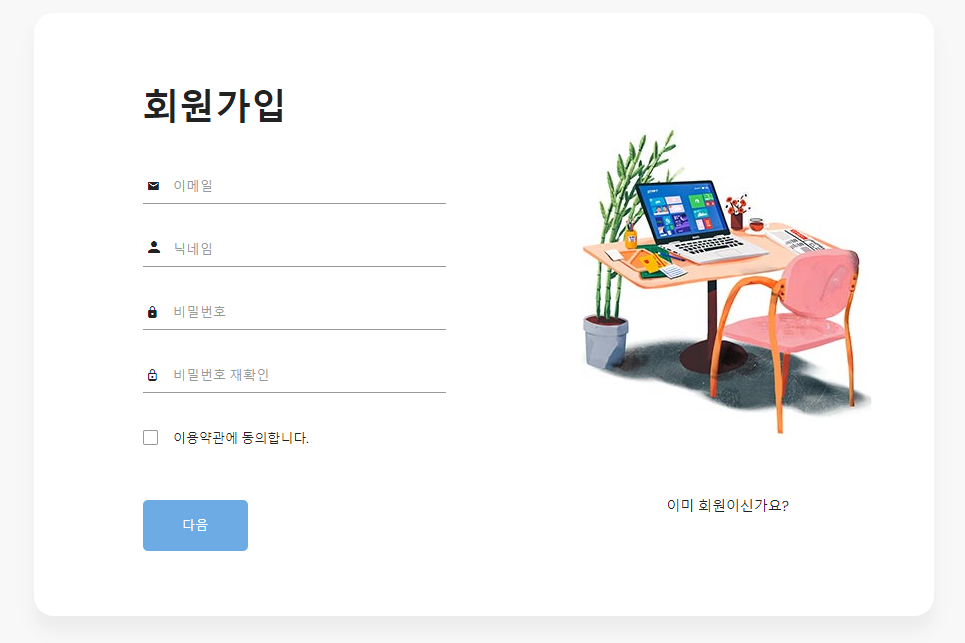 회원가입
이메일
닉네임
비밀번호
비밀번호 재확인
이용약관에 동의합니다.
다음
이미 회원이신가요?